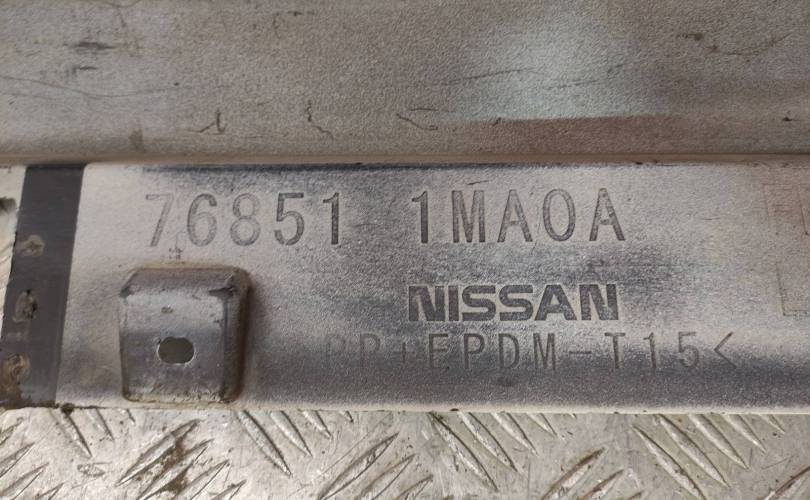 76851 1MA0A
NISSAN
PP+EPDM-T15<